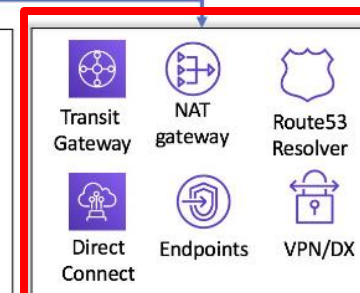 Transit
Gateway
NAT
gateway
Route53
Resolver
Direct
Connect
Endpoints
VPN/DX